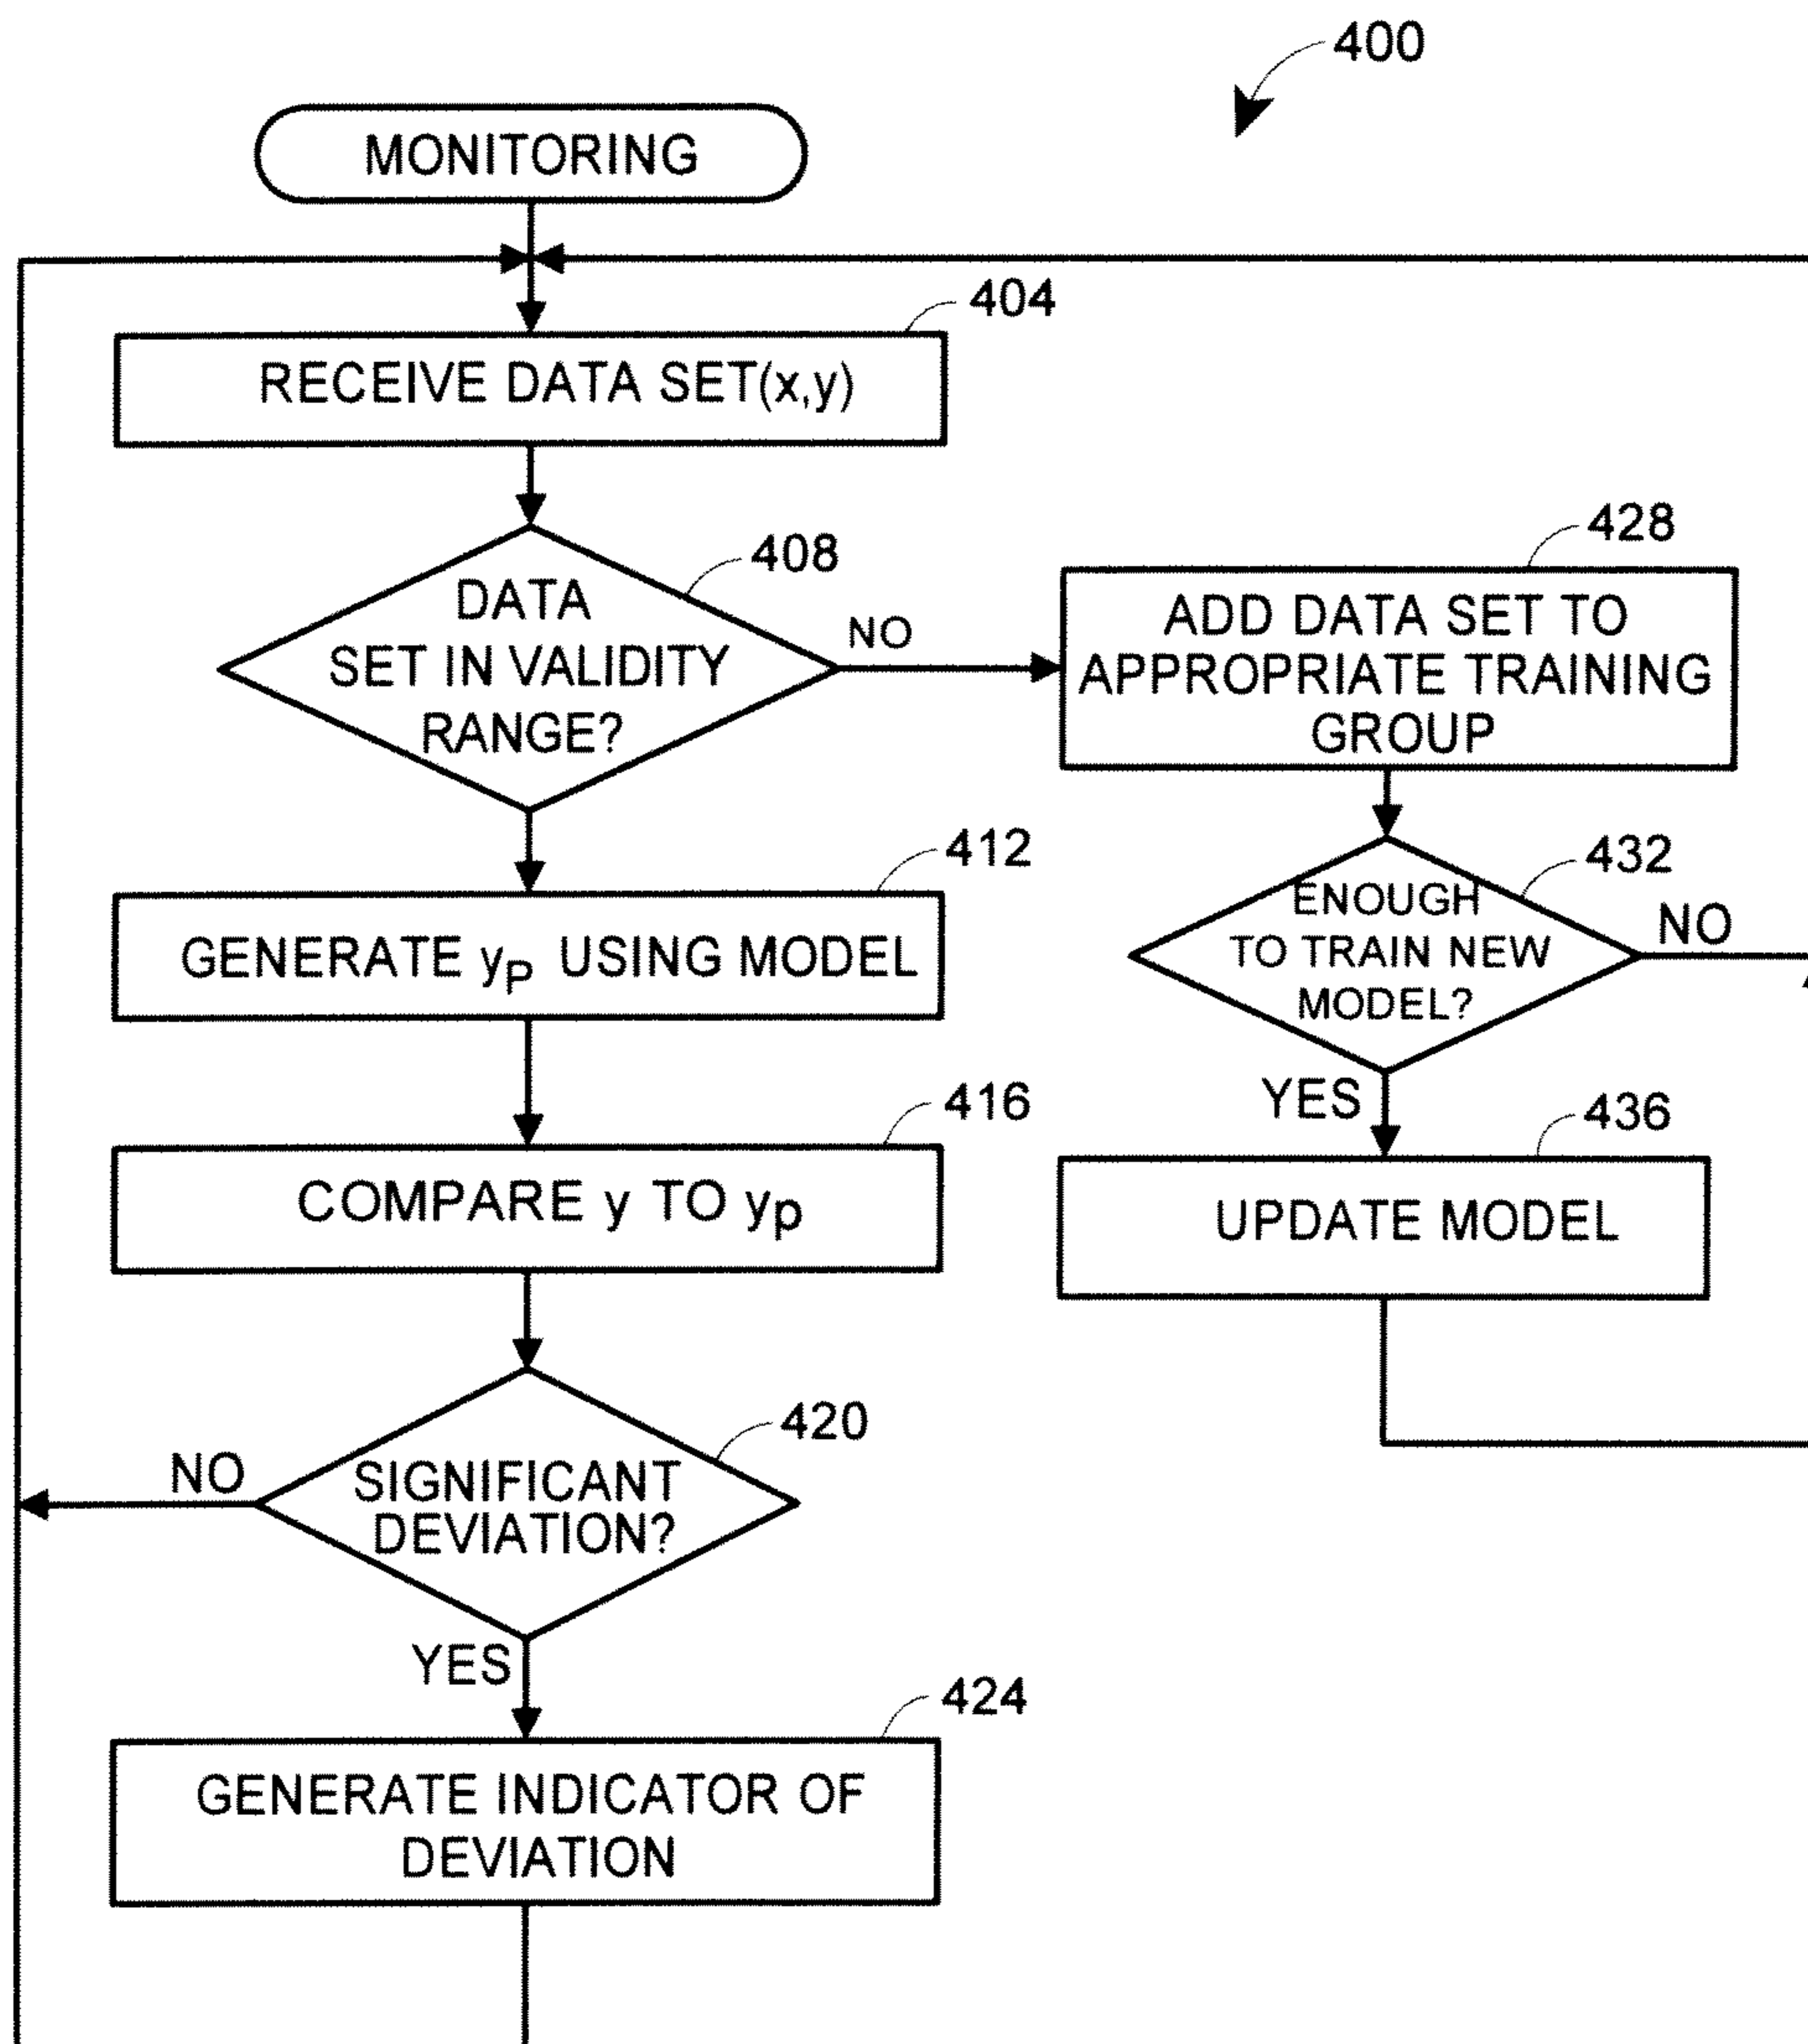 400
MONITORING
404
RECEIVE DATA SET(x,y)
408
DATA
SET IN VALIDITY
RANGE?
NO
428
ADD DATA SET TO
APPROPRIATE TRAINING
GROUP
412
GENERATE yP USING MODEL
432
ENOUGH
TO TRAIN NEW
MODEL?
NO
YES
416
COMPARE y TO yp
436
UPDATE MODEL
420
SIGNIFICANT
DEVIATION?
NO
YES
424
GENERATE INDICATOR OF
DEVIATION